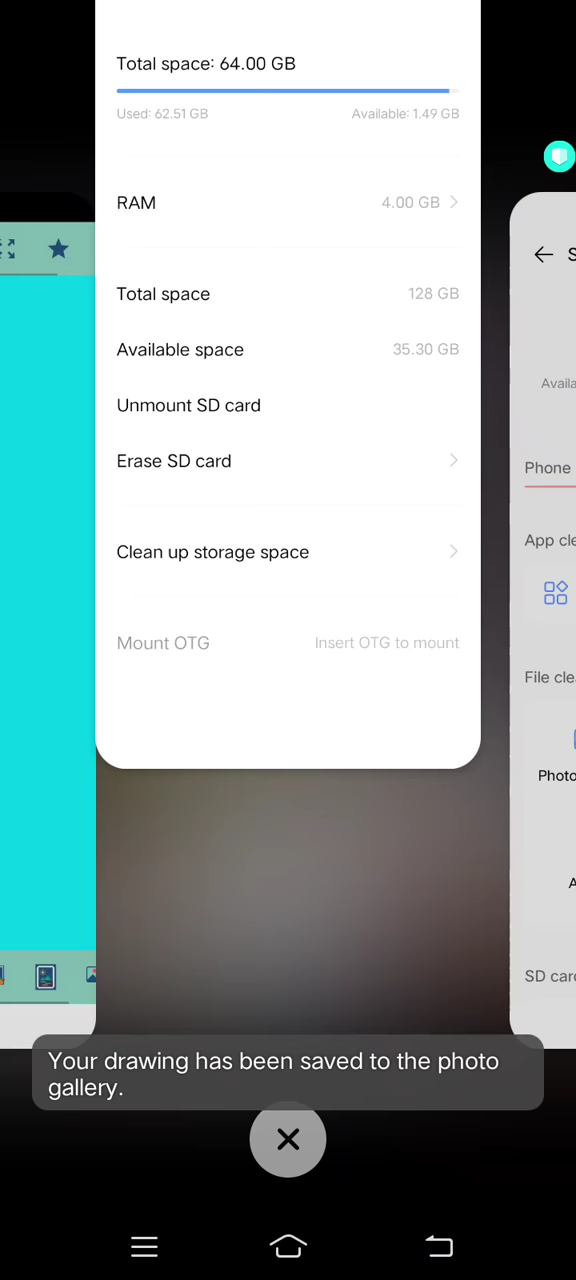 Total space: 64.00 GB
Used: 62.51 GB Available: 1.49 GB
RAM 4.00 GB
Total space 128 GB
Available space 35.30 GB
Unmount SD card
Erase SD card
Clean up storage space
Mount OTG Insert OTG to mount
S
Availa
Phone
App cle
File cle
Photo
A
SD card
Your drawing has been saved to the photo
gallery.